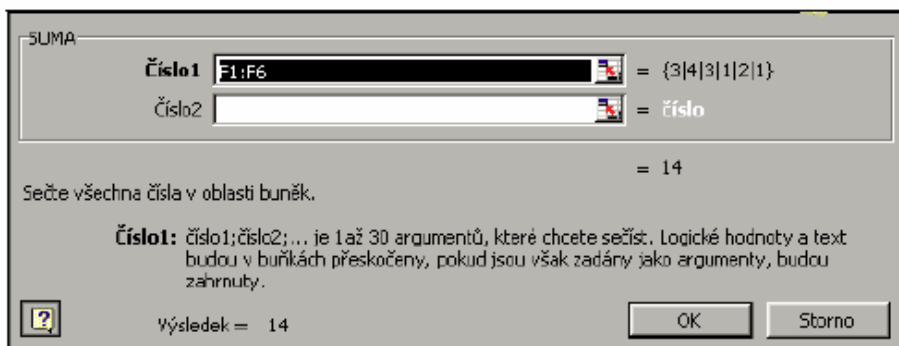 SUMA
Číslo1 F1:F6 = {3|4|3|1|2|1}
Číslo2 = číslo
= 14
Sečte všechna čísla v oblasti buněk.
Číslo1: číslo1;číslo2;... je 1až 30 argumentů, které chcete sečíst. Logické hodnoty a text
budou v buňkách přeskočeny, pokud jsou však zadány jako argumenty, budou
zahrnuty.
? Výsledek = 14 OK Storno